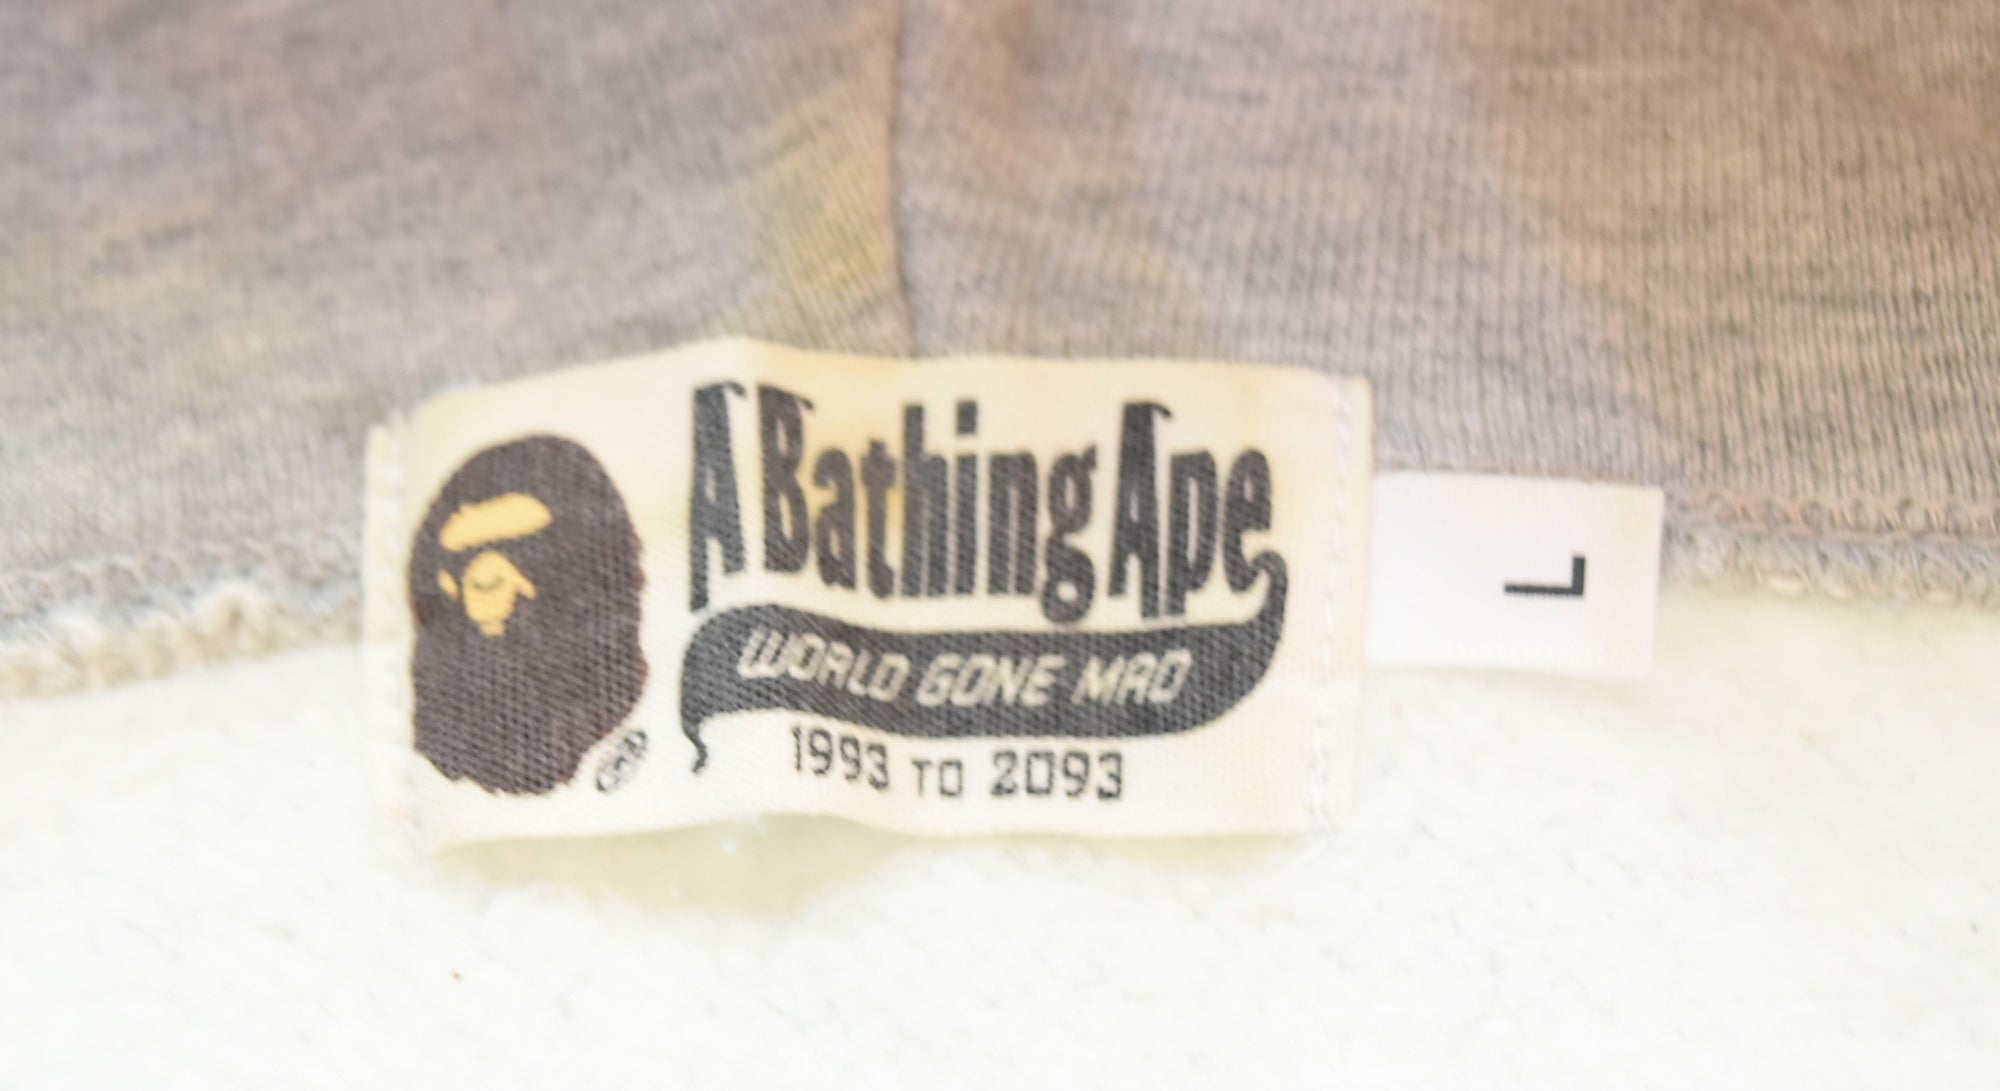 A Bathing Ape
WORLD GONE MAD
1993 TO 2093
®
L